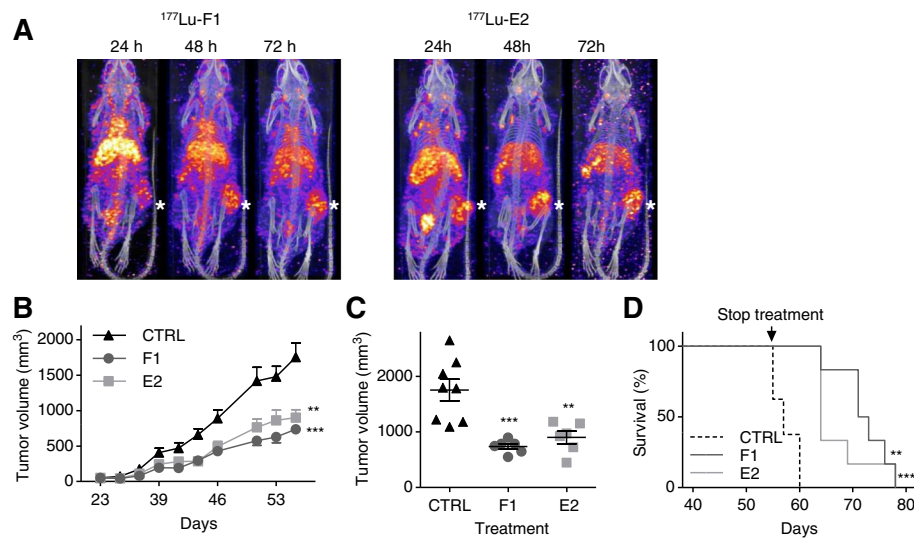 A
¹⁷⁷Lu-F1
24 h 48 h 72 h
*
*
*
¹⁷⁷Lu-E2
24h 48h 72h
*
*
*
B
Tumor volume (mm³)
2000
1500
1000
500
0
CTRL
F1
E2
**
***
23 39 46 53
Days
C
Tumor volume (mm³)
2000
1000
0
***
**
CTRL F1 E2
Treatment
D
Stop treatment
Survival (%)
100
50
0
CTRL
F1
E2
**
***
40 50 60 70 80
Days